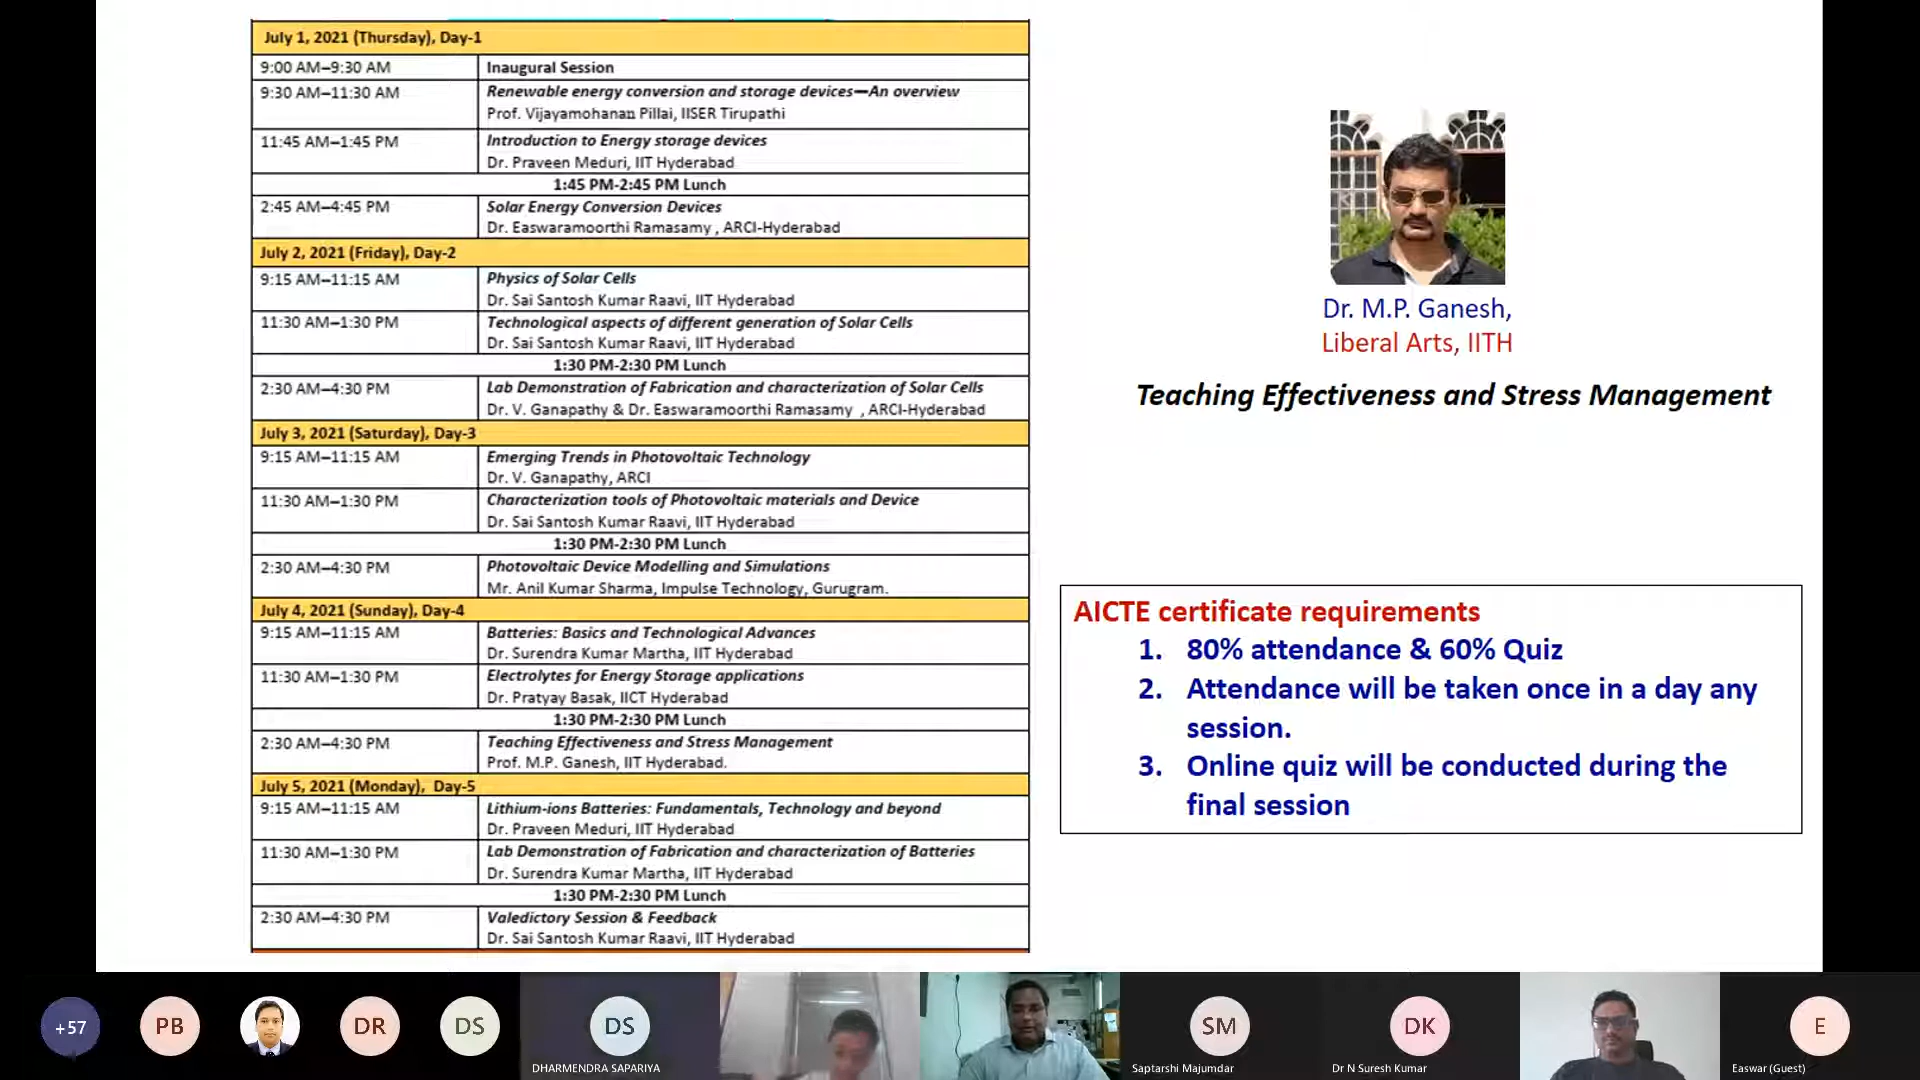 July 1, 2021 (Thursday), Day-1
9:00 AM—9:30 AM
Inaugural Session
9:30 AM—11:30 AM
Renewable energy conversion and storage devices—An overview
Prof. Vijayamohanan Pillai, IISER Tirupathi
11:45 AM—1:45 PM
Introduction to Energy storage devices
Dr. Praveen Meduri, IIT Hyderabad
1:45 PM-2:45 PM Lunch
2:45 AM—4:45 PM
Solar Energy Conversion Devices
Dr. Easwaramoorthi Ramasamy , ARCI-Hyderabad
July 2, 2021 (Friday), Day-2
9:15 AM—11:15 AM
Physics of Solar Cells
Dr. Sai Santosh Kumar Raavi, IIT Hyderabad
11:30 AM—1:30 PM
Technological aspects of different generation of Solar Cells
Dr. Sai Santosh Kumar Raavi, IIT Hyderabad
1:30 PM-2:30 PM Lunch
2:30 AM—4:30 PM
Lab Demonstration of Fabrication and characterization of Solar Cells
Dr. V. Ganapathy & Dr. Easwaramoorthi Ramasamy , ARCI-Hyderabad
July 3, 2021 (Saturday), Day-3
9:15 AM—11:15 AM
Emerging Trends in Photovoltaic Technology
Dr. V. Ganapathy, ARCI
11:30 AM—1:30 PM
Characterization tools of Photovoltaic materials and Device
Dr. Sai Santosh Kumar Raavi, IIT Hyderabad
1:30 PM-2:30 PM Lunch
2:30 AM—4:30 PM
Photovoltaic Device Modelling and Simulations
Mr. Anil Kumar Sharma, Impulse Technology, Gurugram.
July 4, 2021 (Sunday), Day-4
9:15 AM—11:15 AM
Batteries: Basics and Technological Advances
Dr. Surendra Kumar Martha, IIT Hyderabad
11:30 AM—1:30 PM
Electrolytes for Energy Storage applications
Dr. Pratyay Basak, IICT Hyderabad
1:30 PM-2:30 PM Lunch
2:30 AM—4:30 PM
Teaching Effectiveness and Stress Management
Prof. M.P. Ganesh, IIT Hyderabad.
July 5, 2021 (Monday), Day-5
9:15 AM—11:15 AM
Lithium-ions Batteries: Fundamentals, Technology and beyond
Dr. Praveen Meduri, IIT Hyderabad
11:30 AM—1:30 PM
Lab Demonstration of Fabrication and characterization of Batteries
Dr. Surendra Kumar Martha, IIT Hyderabad
1:30 PM-2:30 PM Lunch
2:30 AM—4:30 PM
Valedictory Session & Feedback
Dr. Sai Santosh Kumar Raavi, IIT Hyderabad
Dr. M.P. Ganesh,
Liberal Arts, IITH
Teaching Effectiveness and Stress Management
AICTE certificate requirements
1. 80% attendance & 60% Quiz
2. Attendance will be taken once in a day any
session.
3. Online quiz will be conducted during the
final session
+57
PB
DR
DS
DS
DHARMENDRA SAPARIYA
SM
Saptarshi Majumdar
DK
Dr N Suresh Kumar
E
Easwar (Guest)